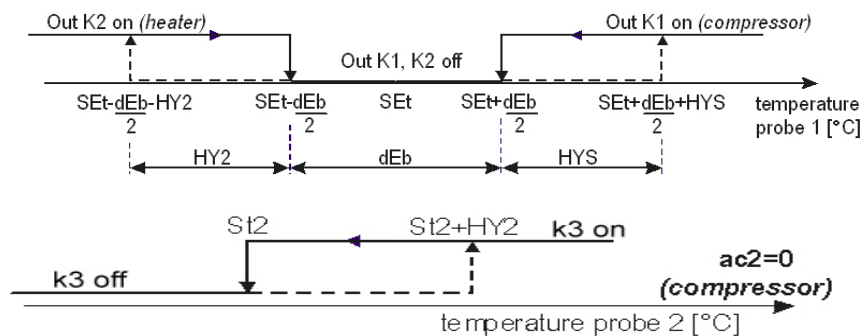 Out K2 on (heater)
Out K1 on (compressor)
Out K1, K2 off
SEt-dEb/2-HY2
SEt-dEb/2
SEt
SEt+dEb/2
SEt+dEb/2+HYS
temperature
probe 1 [°C]
HY2
dEb
HYS
St2
St2+HY2
k3 on
k3 off
ac2=0
(compressor)
temperature probe 2 [°C]